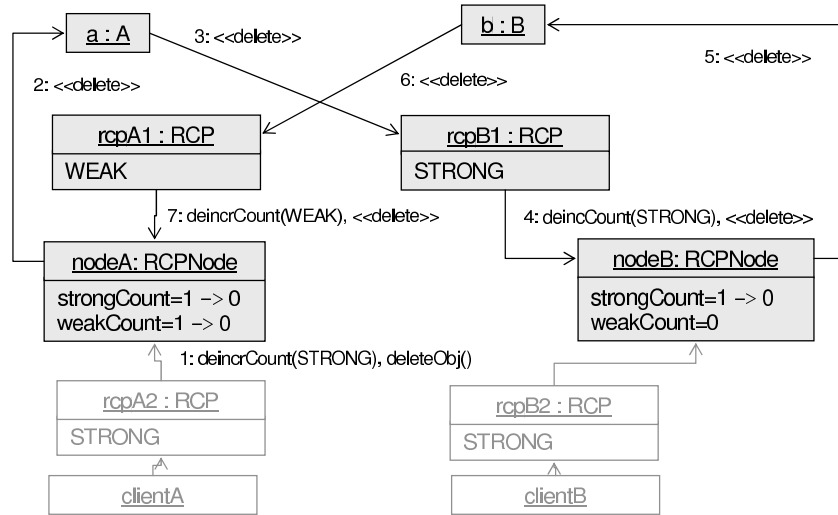 a : A
3: <<delete>>
b : B
5: <<delete>>
2: <<delete>>
6: <<delete>>
rcpA1 : RCP
WEAK
rcpB1 : RCP
STRONG
7: deincrCount(WEAK), <<delete>>
4: deincCount(STRONG), <<delete>>
nodeA: RCPNode
strongCount=1 -> 0
weakCount=1 -> 0
nodeB: RCPNode
strongCount=1 -> 0
weakCount=0
1: deincrCount(STRONG), deleteObj()
rcpA2 : RCP
STRONG
rcpB2 : RCP
STRONG
clientA
clientB